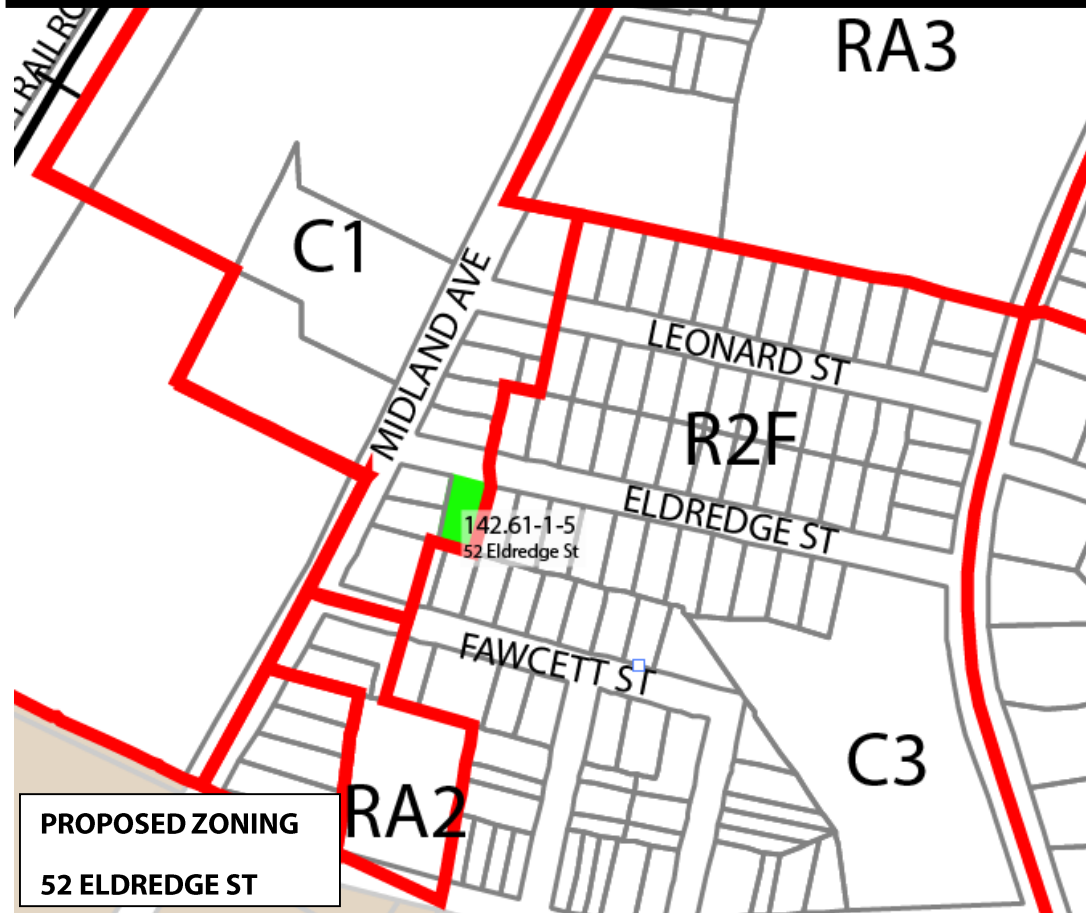 RAILRO
RA3
C1
MIDLAND AVE
LEONARD ST
R2F
ELDREDGE ST
142.61-1-5
52 Eldredge St
FAWCETT ST
C3
RA2
PROPOSED ZONING
52 ELDREDGE ST